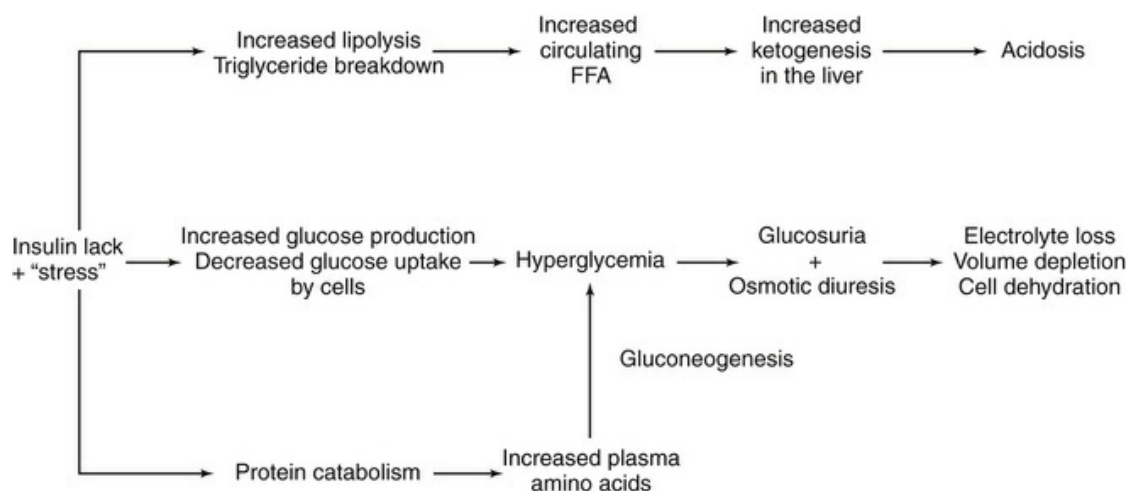 Increased lipolysis
Triglyceride breakdown
Increased
circulating
FFA
Increased
ketogenesis
in the liver
Acidosis
Insulin lack
+ “stress”
Increased glucose production
Decreased glucose uptake
by cells
Hyperglycemia
Glucosuria
+
Osmotic diuresis
Electrolyte loss
Volume depletion
Cell dehydration
Gluconeogenesis
Protein catabolism
Increased plasma
amino acids